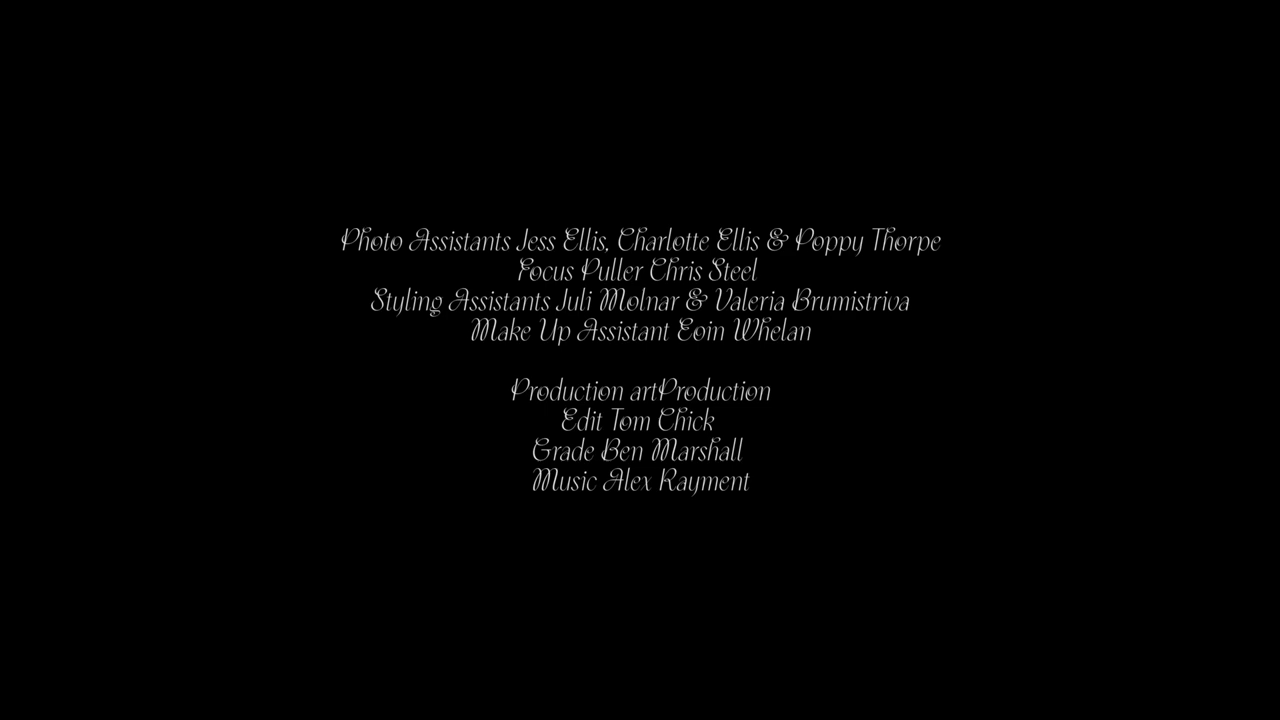 Photo Assistants Jess Ellis, Charlotte Ellis & Poppy Thorpe
Focus Puller Chris Steel
Styling Assistants Juli Molnar & Valeria Brumistriva
Make Up Assistant Eoin Whelan
Production artProduction
Edit Tom Chick
Grade Ben Marshall
Music Alex Rayment